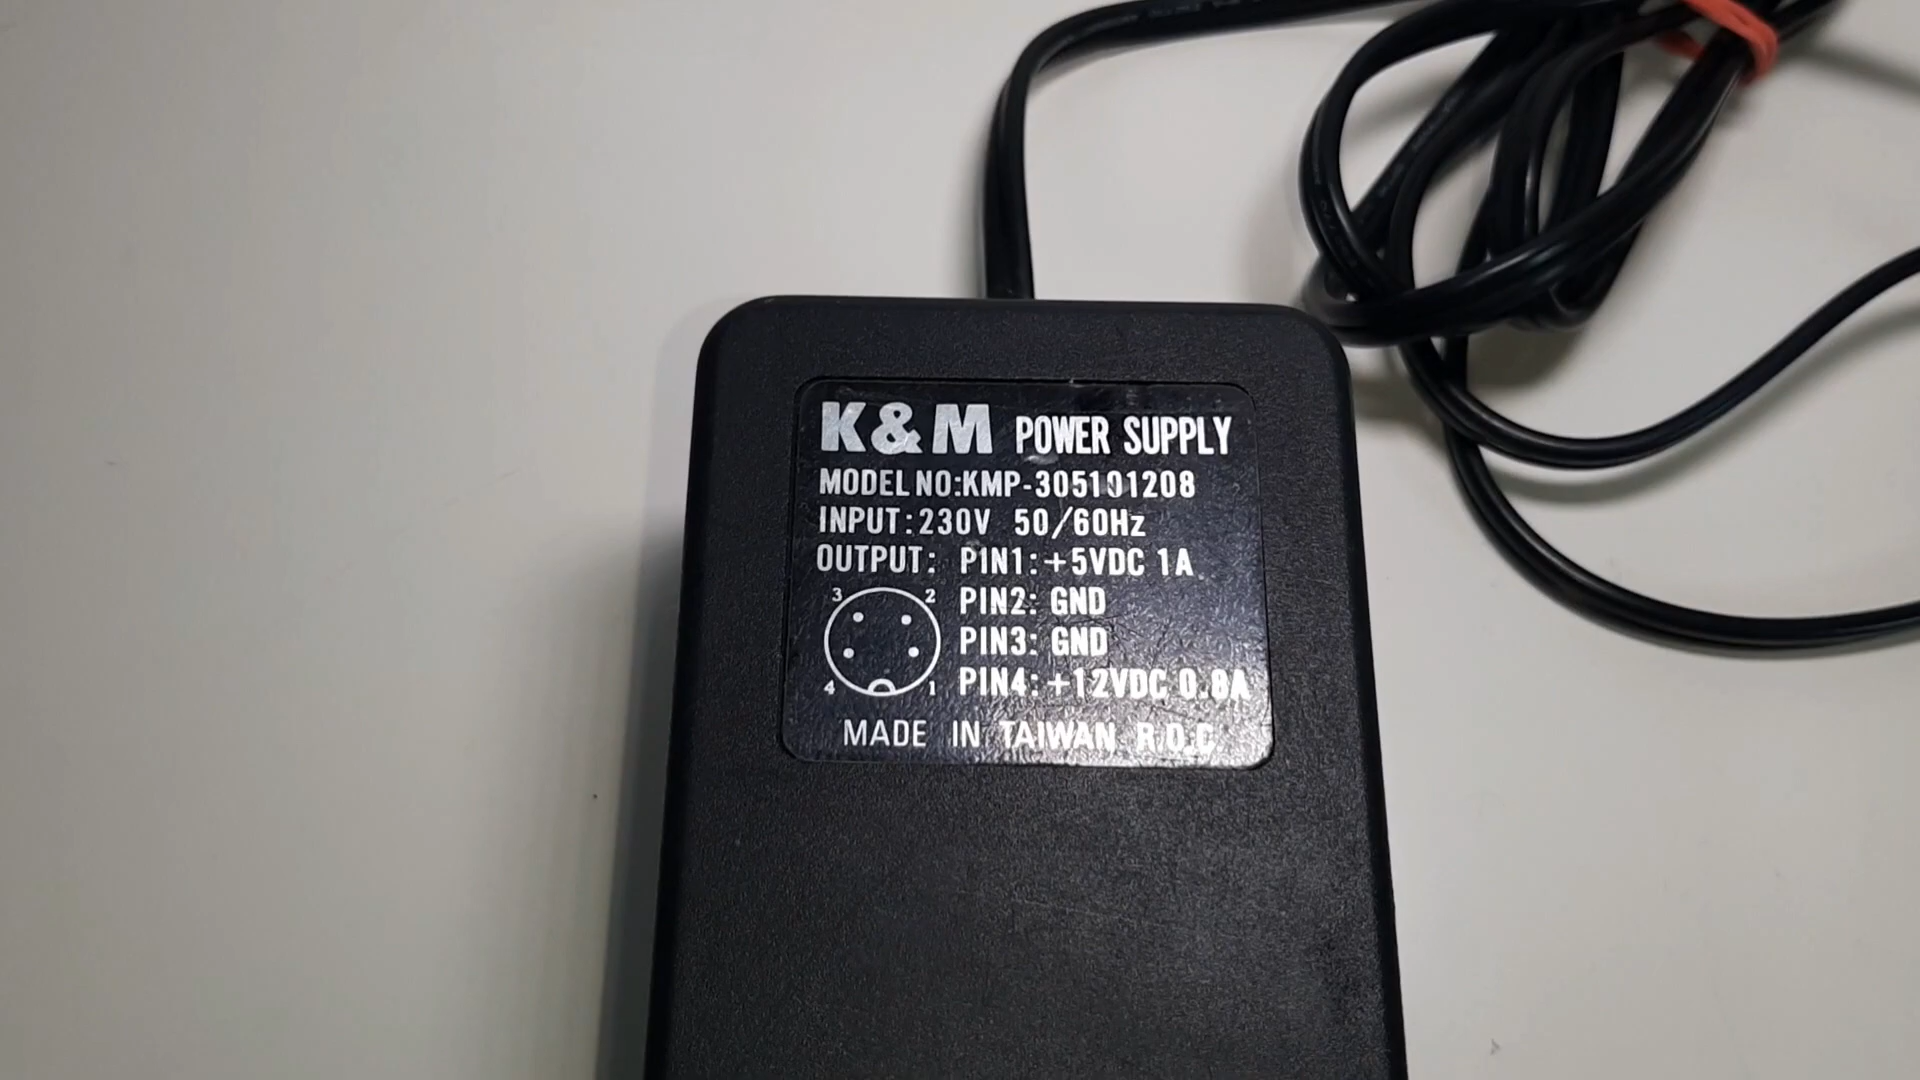 K&M POWER SUPPLY
MODEL NO:KMP-305101208
INPUT: 230V 50/60Hz
OUTPUT: PIN1: +5VDC 1A
3 2 PIN2: GND
PIN3: GND
4 1 PIN4: +12VDC 0.8A
MADE IN TAIWAN R.O.C.